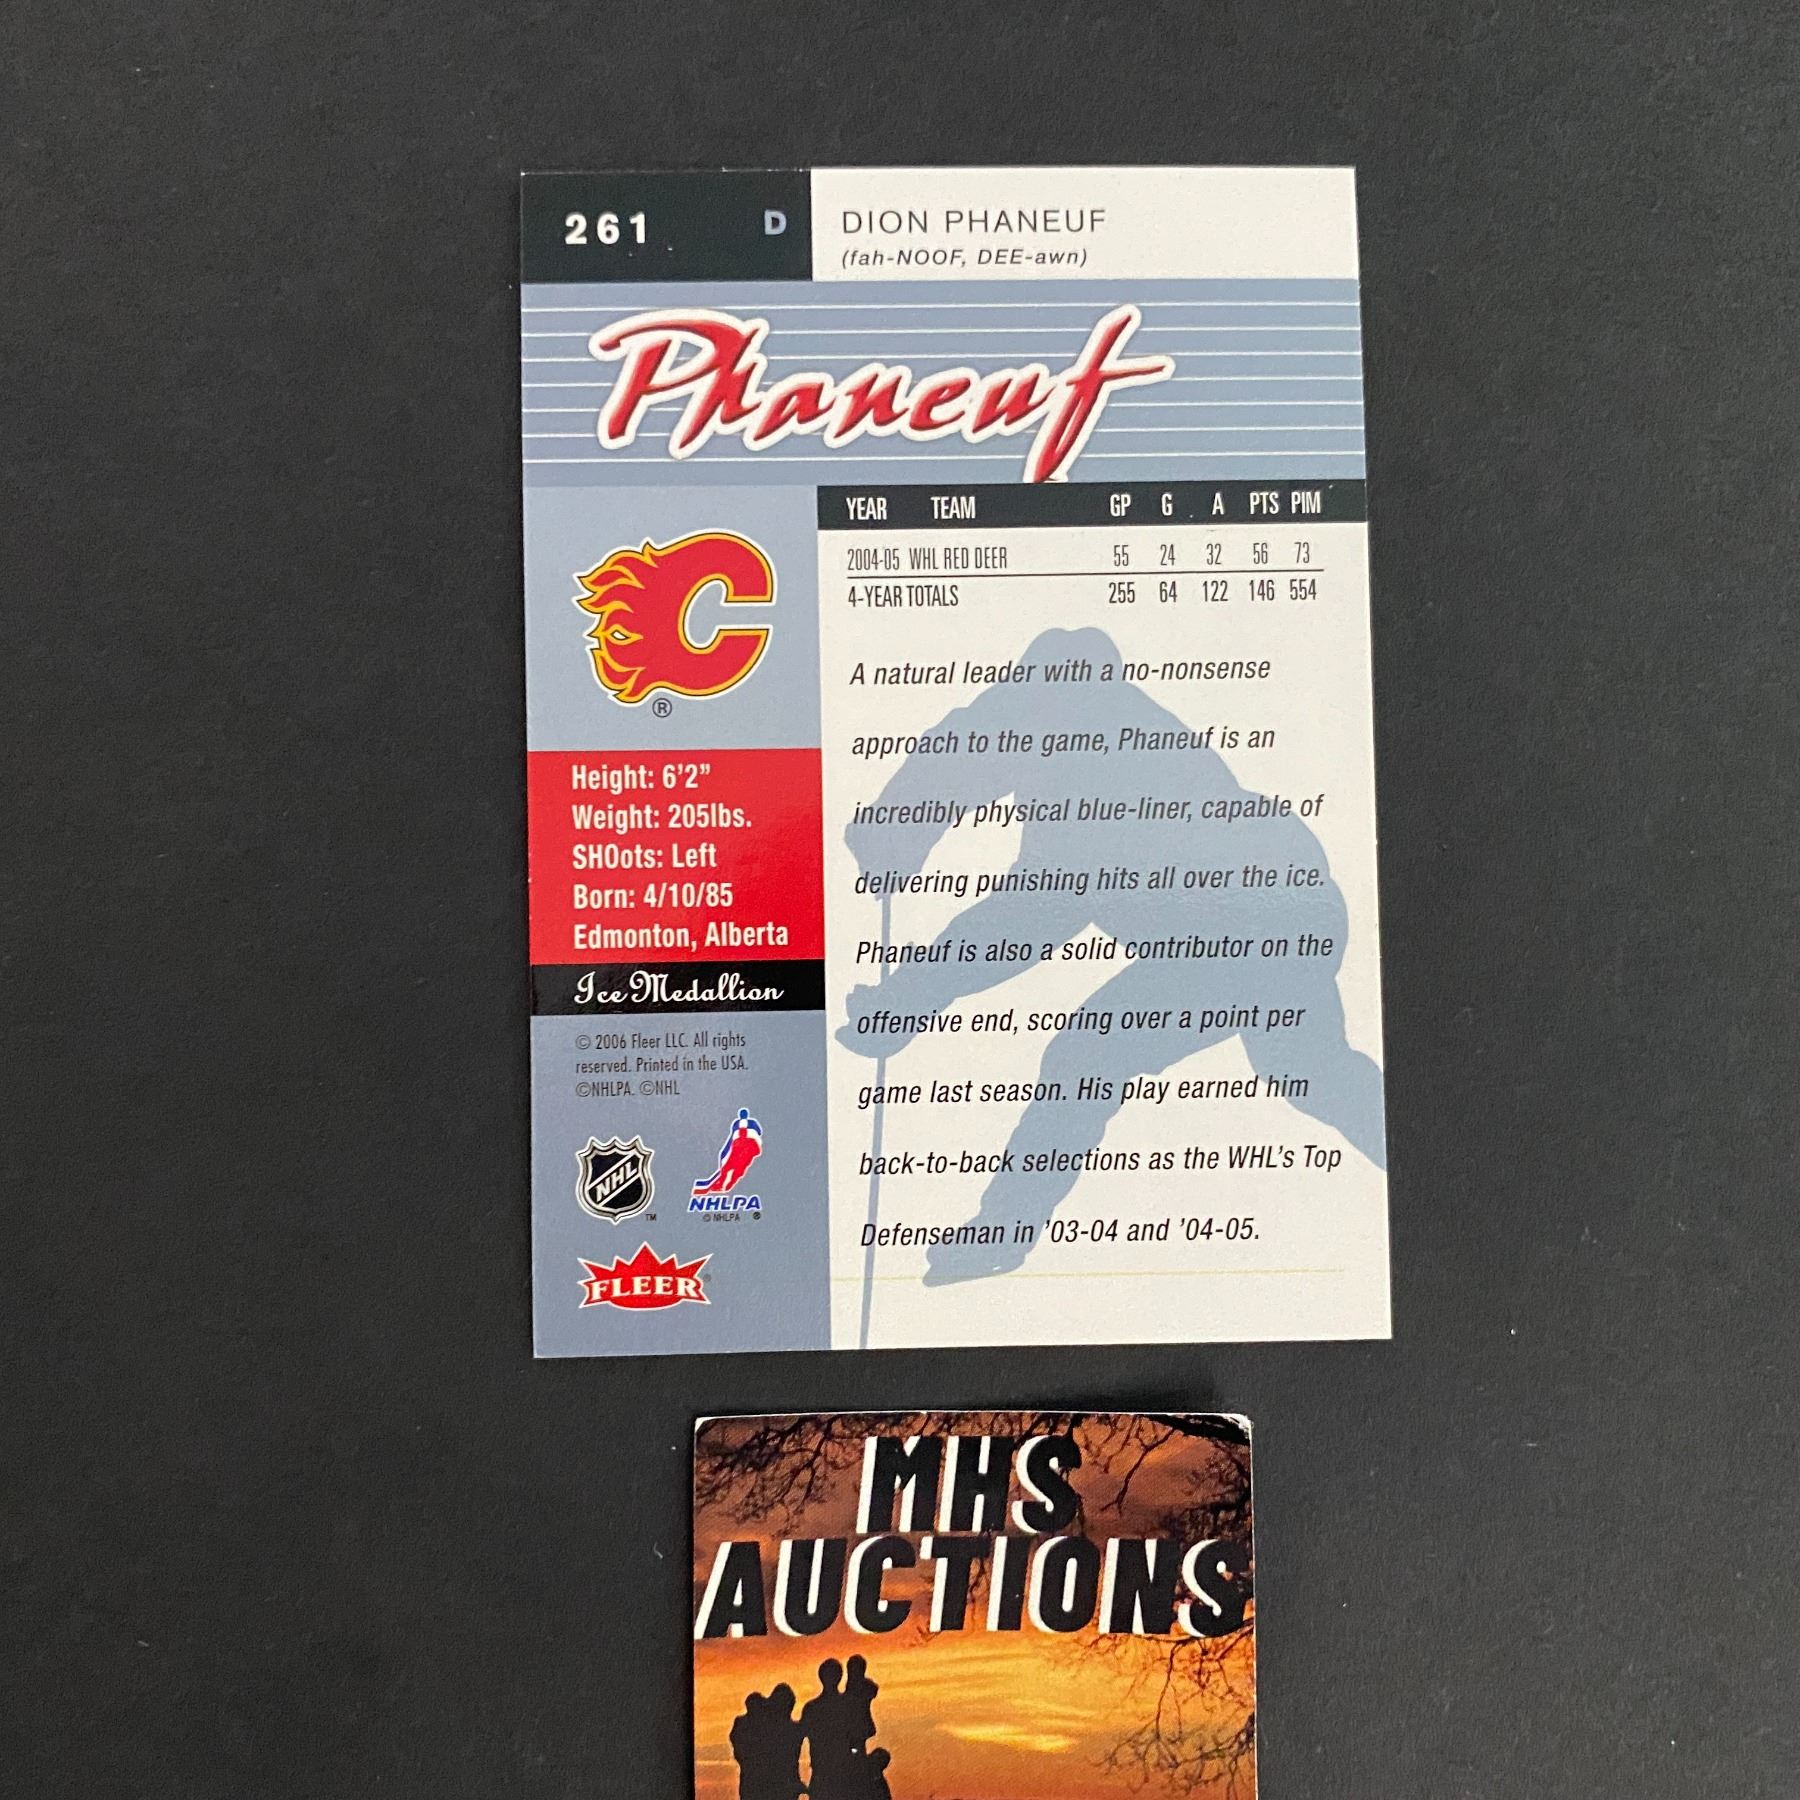 261 D DION PHANEUF
(fah-NOOF, DEE-awn)
Phaneuf
YEAR TEAM GP G A PTS PIM
2004-05 WHL RED DEER 55 24 32 56 73
4-YEAR TOTALS 255 64 122 146 554
C
®
Height: 6'2"
Weight: 205lbs.
SHOots: Left
Born: 4/10/85
Edmonton, Alberta
Ice Medallion
© 2006 Fleer LLC. All rights
reserved. Printed in the USA.
©NHLPA. ©NHL
NHL
TM
NHLPA
© NHLPA ®
FLEER
A natural leader with a no-nonsense
approach to the game, Phaneuf is an
incredibly physical blue-liner, capable of
delivering punishing hits all over the ice.
Phaneuf is also a solid contributor on the
offensive end, scoring over a point per
game last season. His play earned him
back-to-back selections as the WHL's Top
Defenseman in '03-04 and '04-05.
MHS
AUCTIONS